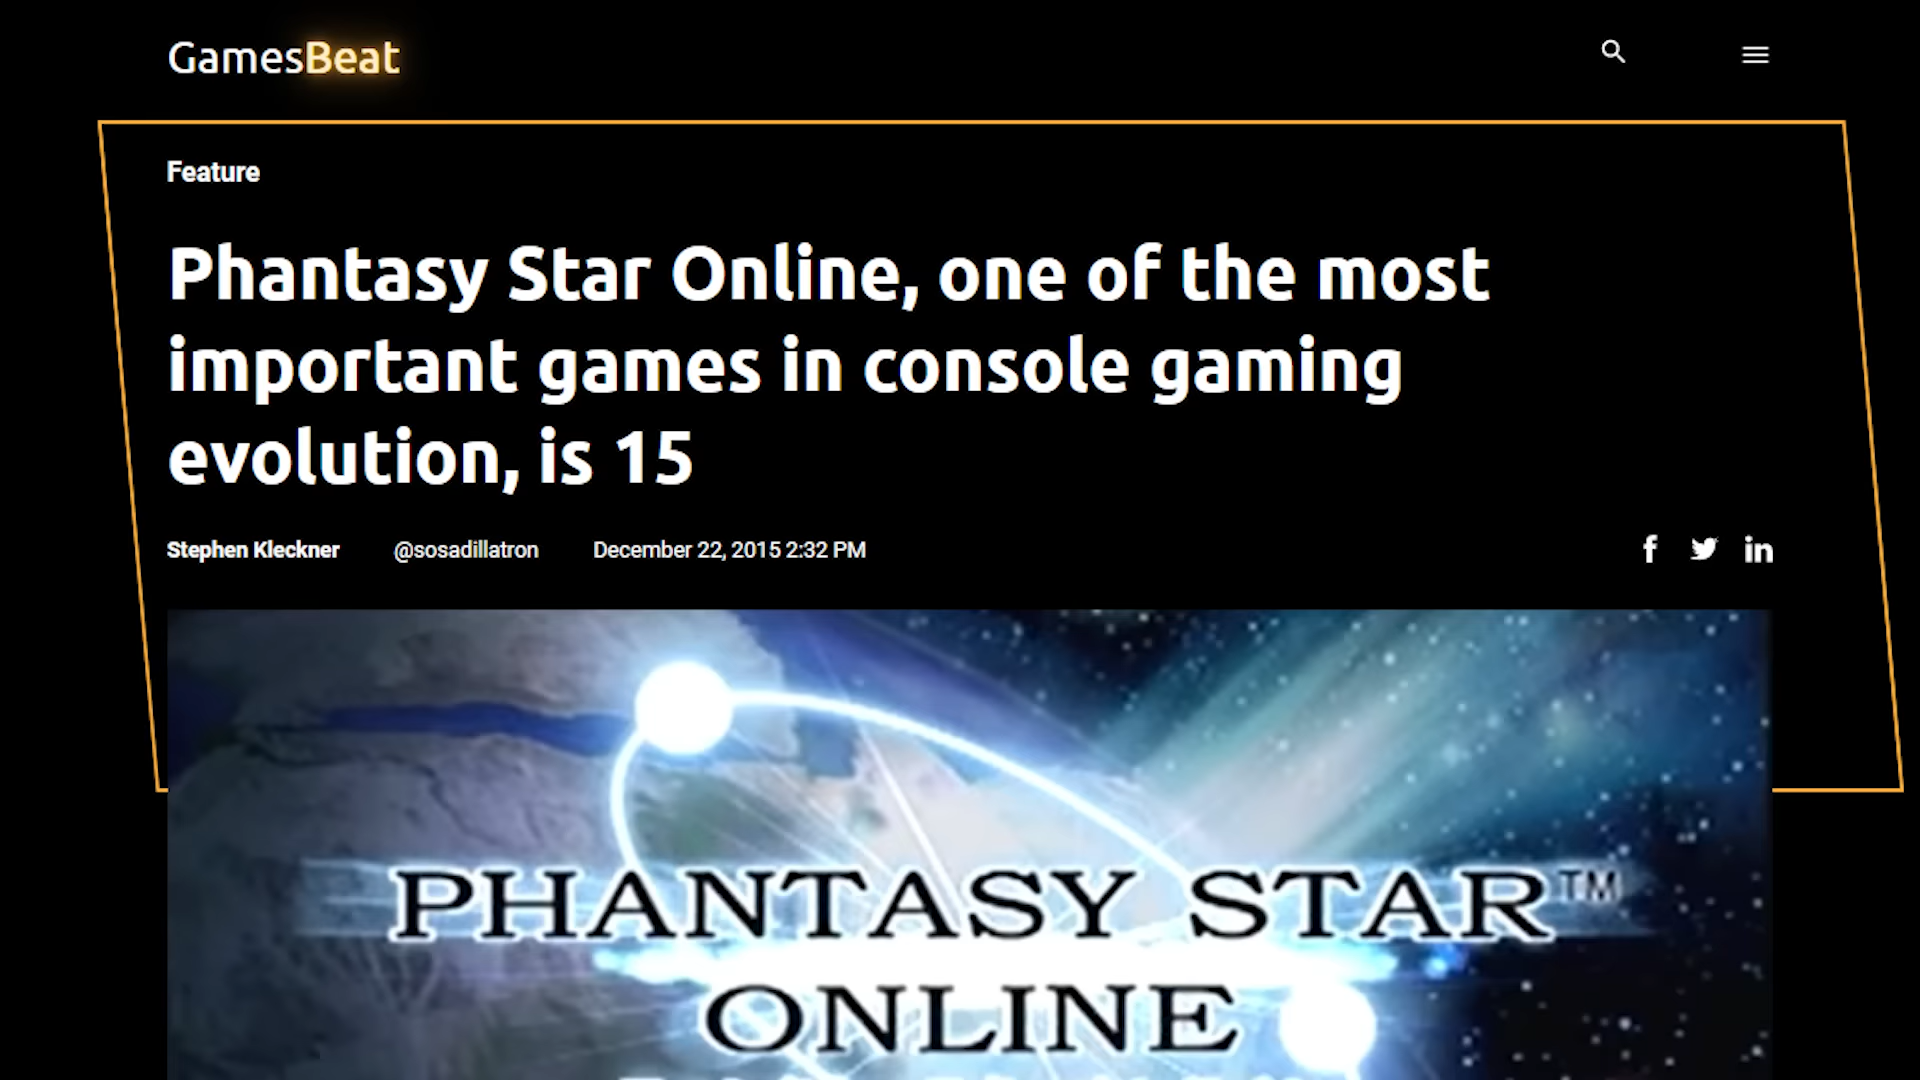 GamesBeat
Feature
Phantasy Star Online, one of the most
important games in console gaming
evolution, is 15
Stephen Kleckner @sosadillatron December 22, 2015 2:32 PM
PHANTASY STAR™
ONLINE